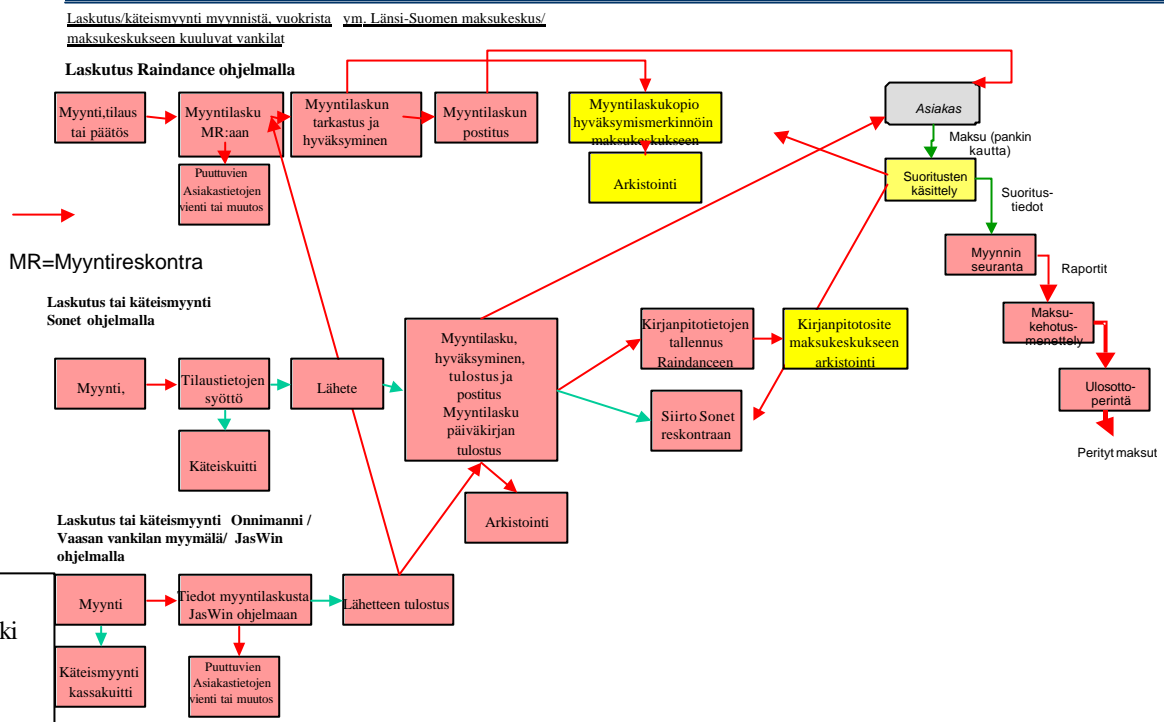 Laskutus/käteismyynti myynnistä, vuokrista ym. Länsi-Suomen maksukeskus/
maksukeskukseen kuuluvat vankilat
Laskutus Raindance ohjelmalla
Myynti,tilaus
tai päätös
Myyntilasku
MR:aan
Myyntilaskun
tarkastus ja
hyväksyminen
Myyntilaskun
postitus
Myyntilaskukopio
hyväksymismerkinnöin
maksukeskukseen
Asiakas
Maksu (pankin
kautta)
Puuttuvien
Asiakastietojen
vienti tai muutos
Arkistointi
Suoritusten
käsittely
Suoritus-
tiedot
MR=Myyntireskontra
Myynnin
seuranta
Raportit
Laskutus tai käteismyynti
Sonet ohjelmalla
Maksu-
kehotus-
menettely
Myynti,
Tilaustietojen
syöttö
Lähete
Myyntilasku,
hyväksyminen,
tulostus ja
postitus
Myyntilasku
päiväkirjan
tulostus
Kirjanpitotietojen
tallennus
Raindanceen
Kirjanpitotosite
maksukeskukseen
arkistointi
Ulosotto-
perintä
Käteiskuitti
Siirto Sonet
reskontraan
Perityt maksut
Arkistointi
Laskutus tai käteismyynti Onnimanni /
Vaasan vankilan myymälä/ JasWin
ohjelmalla
Myynti
Tiedot myyntilaskusta
JasWin ohjelmaan
Lähetteen tulostus
ki
Käteismyynti
kassakuitti
Puuttuvien
Asiakastietojen
vienti tai muutos